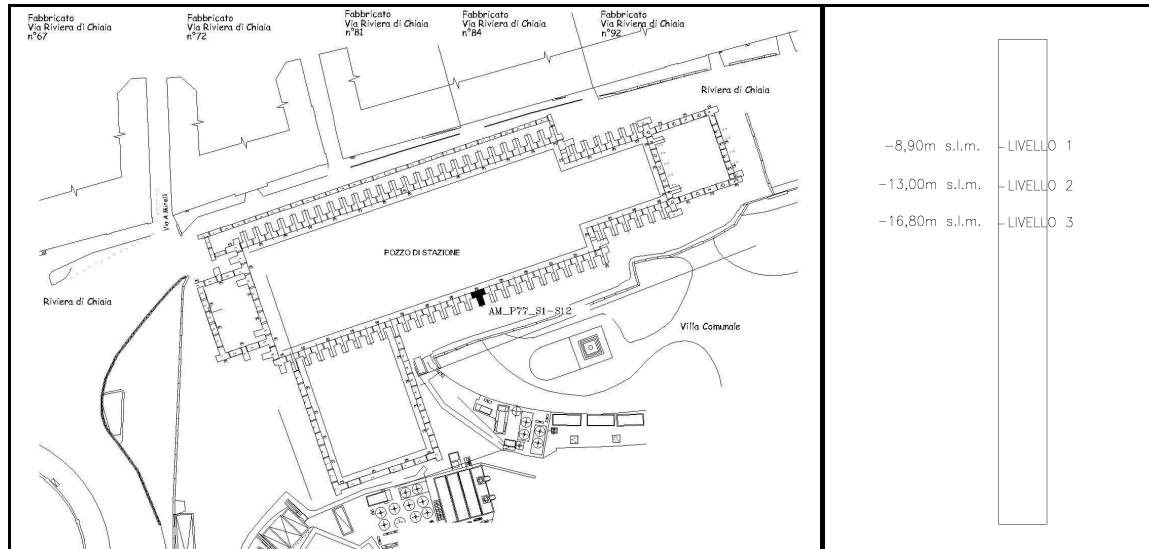 Fabbricato
Via Riviera di Chiaia
n°67
Fabbricato
Via Riviera di Chiaia
n°72
Fabbricato
Via Riviera di Chiaia
n°81
Fabbricato
Via Riviera di Chiaia
n°84
Fabbricato
Via Riviera di Chiaia
n°92
Riviera di Chiaia
Via A.Mirelli
POZZO DI STAZIONE
Riviera di Chiaia
AM_P77_S1-S12
Villa Comunale
-8,90m s.l.m. LIVELLO 1
-13,00m s.l.m. LIVELLO 2
-16,80m s.l.m. LIVELLO 3